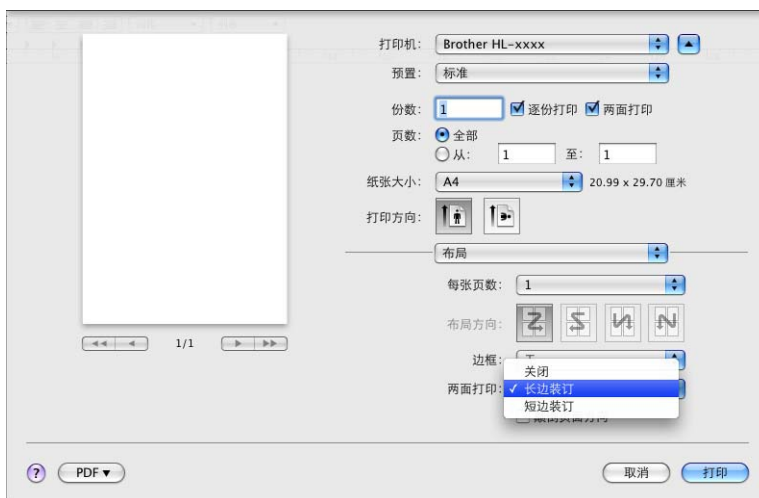 打印机: Brother HL-xxxx
预置: 标准
份数: 1 逐份打印 两面打印
页数: 全部
从: 1 至: 1
纸张大小: A4 20.99 x 29.70 厘米
打印方向:
布局
每张页数: 1
布局方向:
1/1
边框:
关闭
两面打印: ✓ 长边装订
短边装订
? PDF▼ 取消 打印